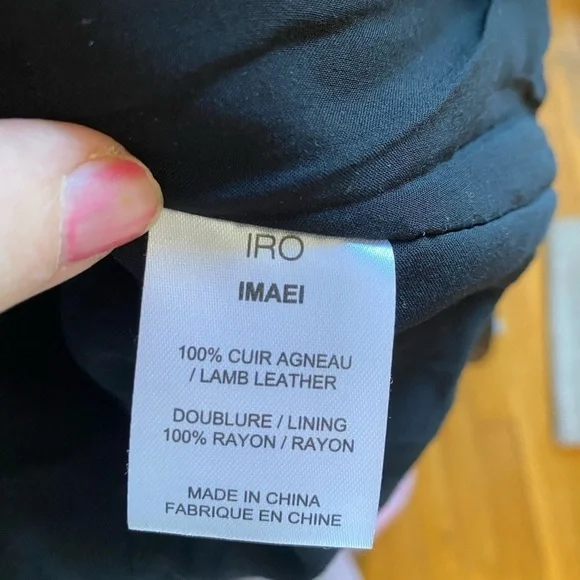 IRO
IMAEI
100% CUIR AGNEAU
/ LAMB LEATHER
DOUBLURE / LINING
100% RAYON / RAYON
MADE IN CHINA
FABRIQUE EN CHINE